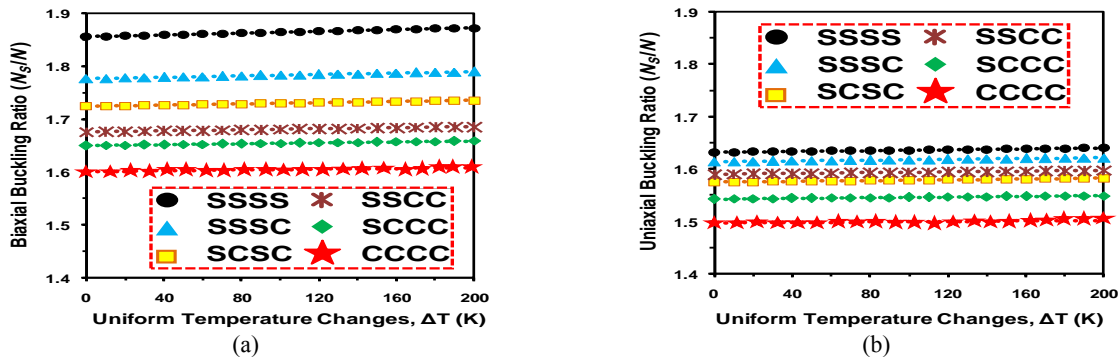 1.9
1.8
1.7
1.6
1.5
1.4
Biaxial Buckling Ratio (Ns/N)
SSSS SSCC
SSSC SCCC
SCSC CCCC
0 40 80 120 160 200
Uniform Temperature Changes, ΔT (K)
(a)
1.9
1.8
1.7
1.6
1.5
1.4
Uniaxial Buckling Ratio (Ns/N)
SSSS SSCC
SSSC SCCC
SCSC CCCC
0 40 80 120 160 200
Uniform Temperature Changes, ΔT (K)
(b)